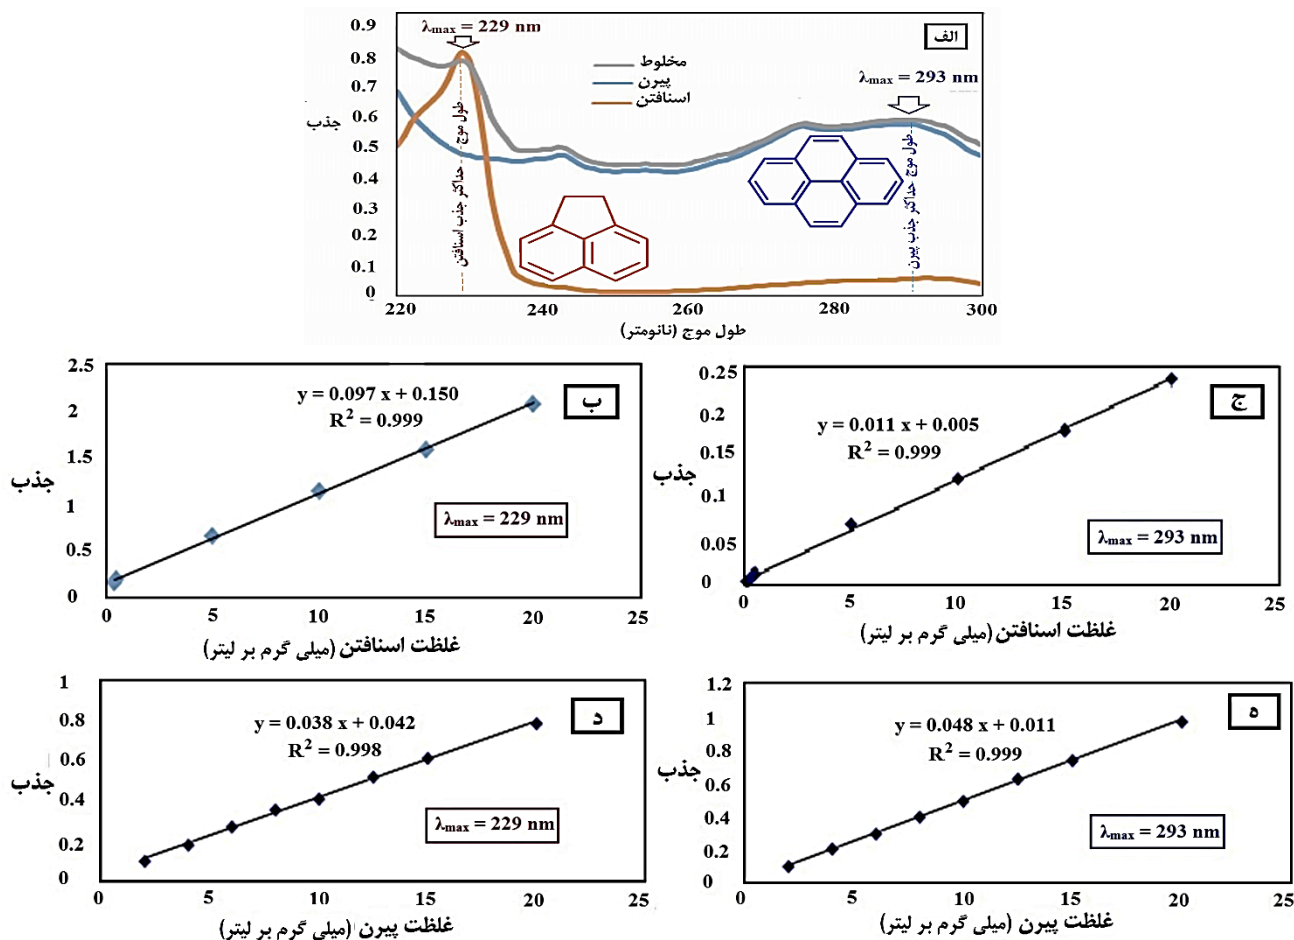 الف
λmax = 229 nm
λmax = 293 nm
مخلوط
پیرن
اسنافتن
طول موج حداکثر جذب اسنافتن
طول موج حداکثر جذب پیرن
جذب
0.9
0.8
0.7
0.6
0.5
0.4
0.3
0.2
0.1
0
220 240 260 280 300
طول موج (نانومتر)
ب
y = 0.097 x + 0.150
R² = 0.999
λmax = 229 nm
جذب
2.5
2
1.5
1
0.5
0
0 5 10 15 20 25
غلظت اسنافتن (میلی گرم بر لیتر)
ج
y = 0.011 x + 0.005
R² = 0.999
λmax = 293 nm
جذب
0.25
0.2
0.15
0.1
0.05
0
0 5 10 15 20 25
غلظت اسنافتن (میلی گرم بر لیتر)
د
y = 0.038 x + 0.042
R² = 0.998
λmax = 229 nm
جذب
1
0.8
0.6
0.4
0.2
0
0 5 10 15 20 25
غلظت پیرن (میلی گرم بر لیتر)
ه
y = 0.048 x + 0.011
R² = 0.999
λmax = 293 nm
جذب
1.2
1
0.8
0.6
0.4
0.2
0
0 5 10 15 20 25
غلظت پیرن (میلی گرم بر لیتر)